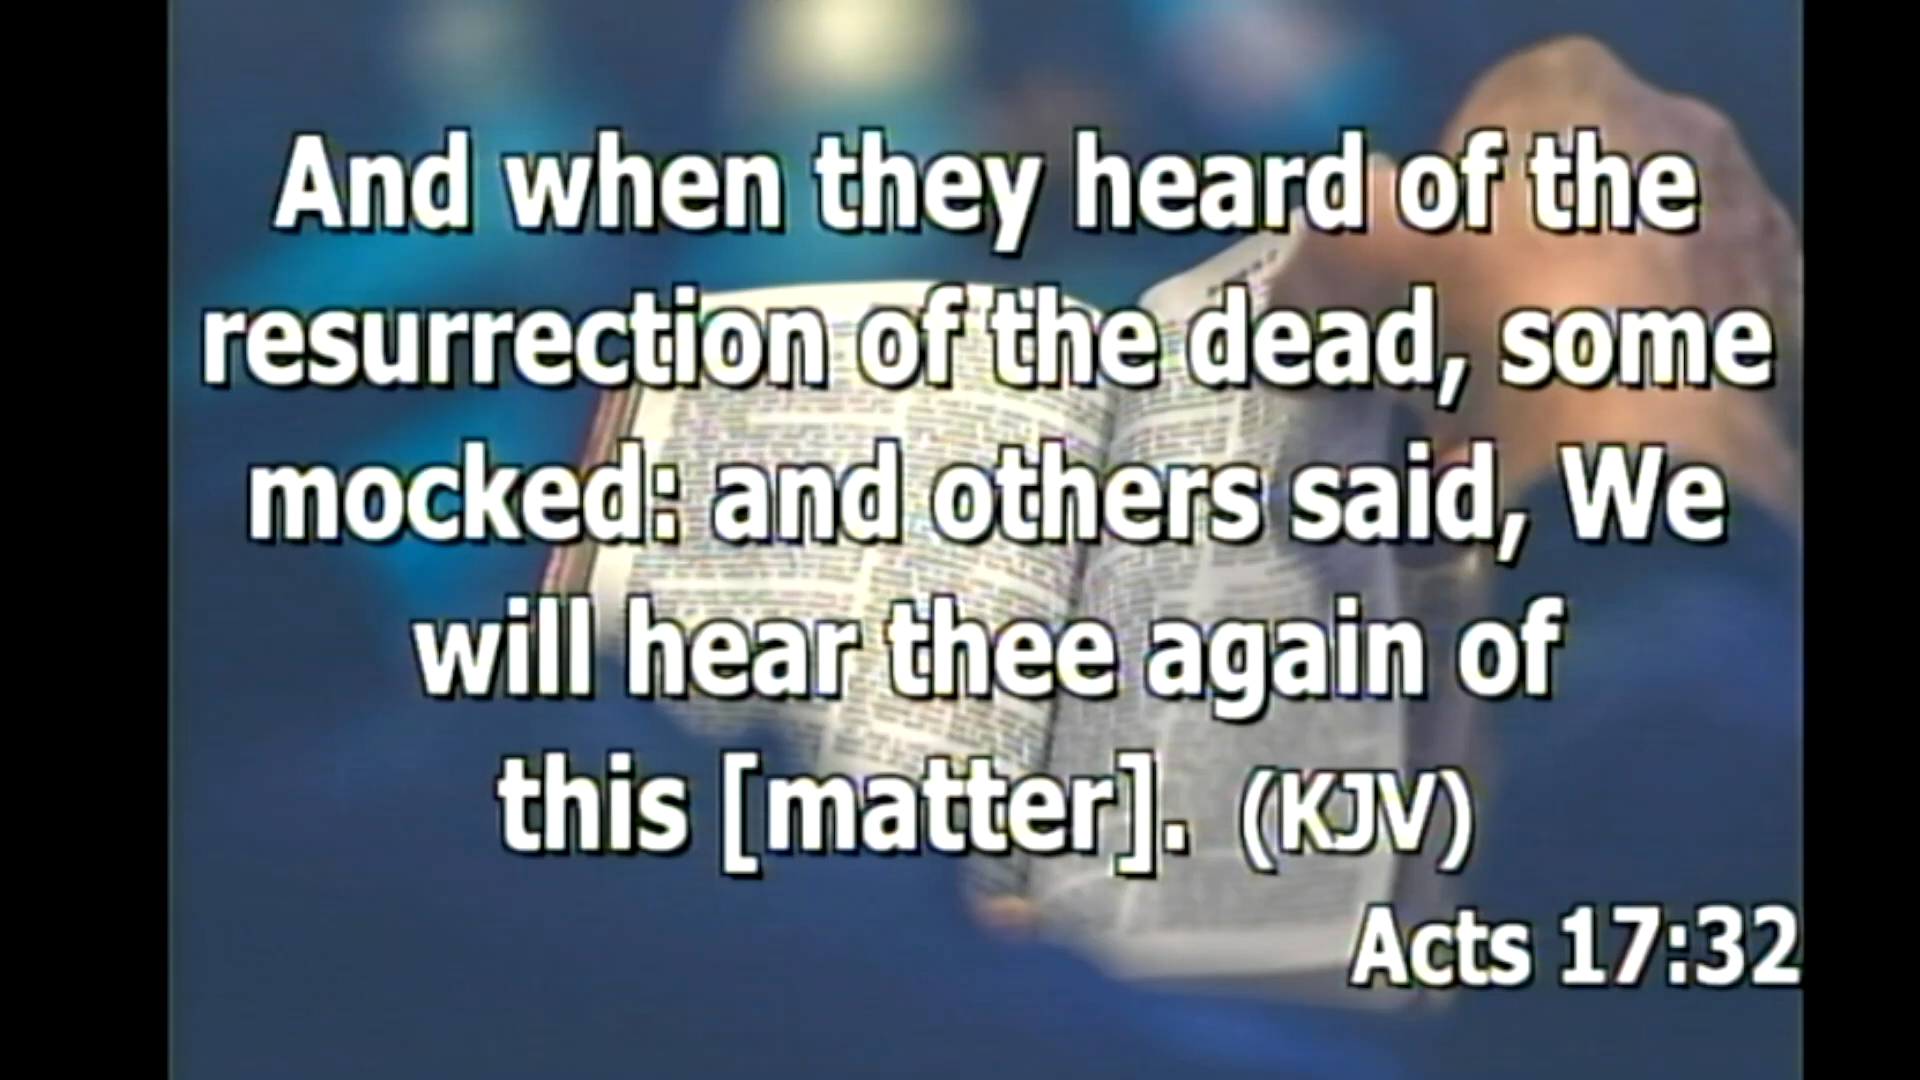 And when they heard of the
resurrection of the dead, some
mocked: and others said, We
will hear thee again of
this [matter]. (KJV)
Acts 17:32